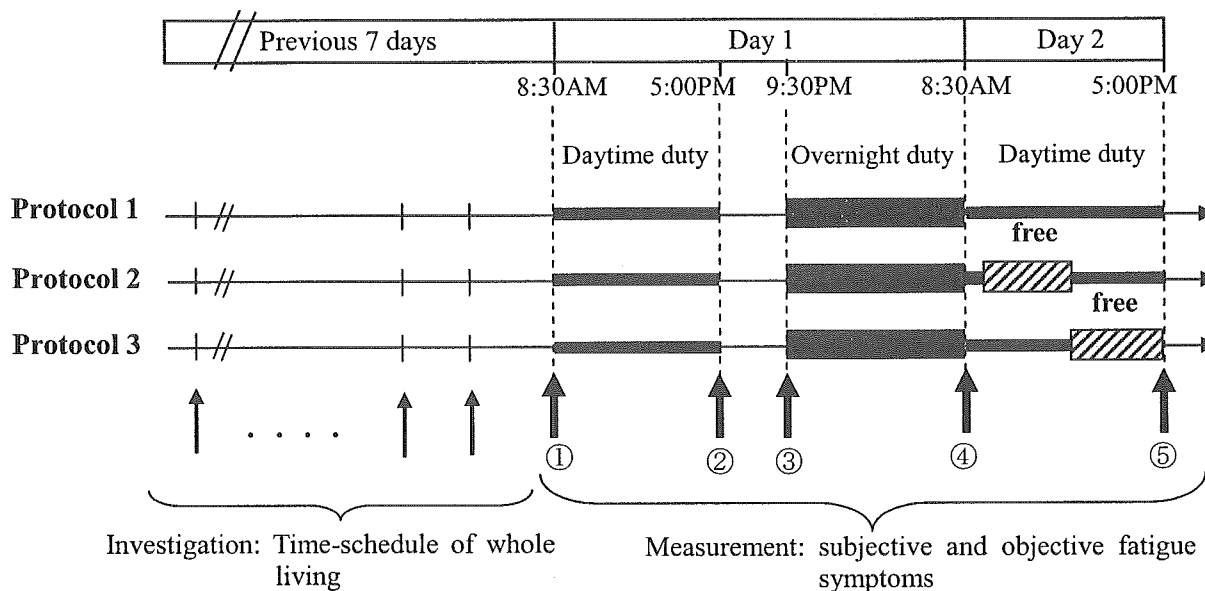 Previous 7 days Day 1 Day 2
8:30AM 5:00PM 9:30PM 8:30AM 5:00PM
Daytime duty Overnight duty Daytime duty
Protocol 1
free
Protocol 2
free
Protocol 3
① ② ③ ④ ⑤
Investigation: Time-schedule of whole living
Measurement: subjective and objective fatigue symptoms